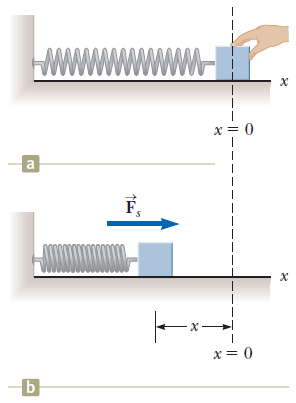 x
x = 0
a
F⃗s
x
x
x = 0
b